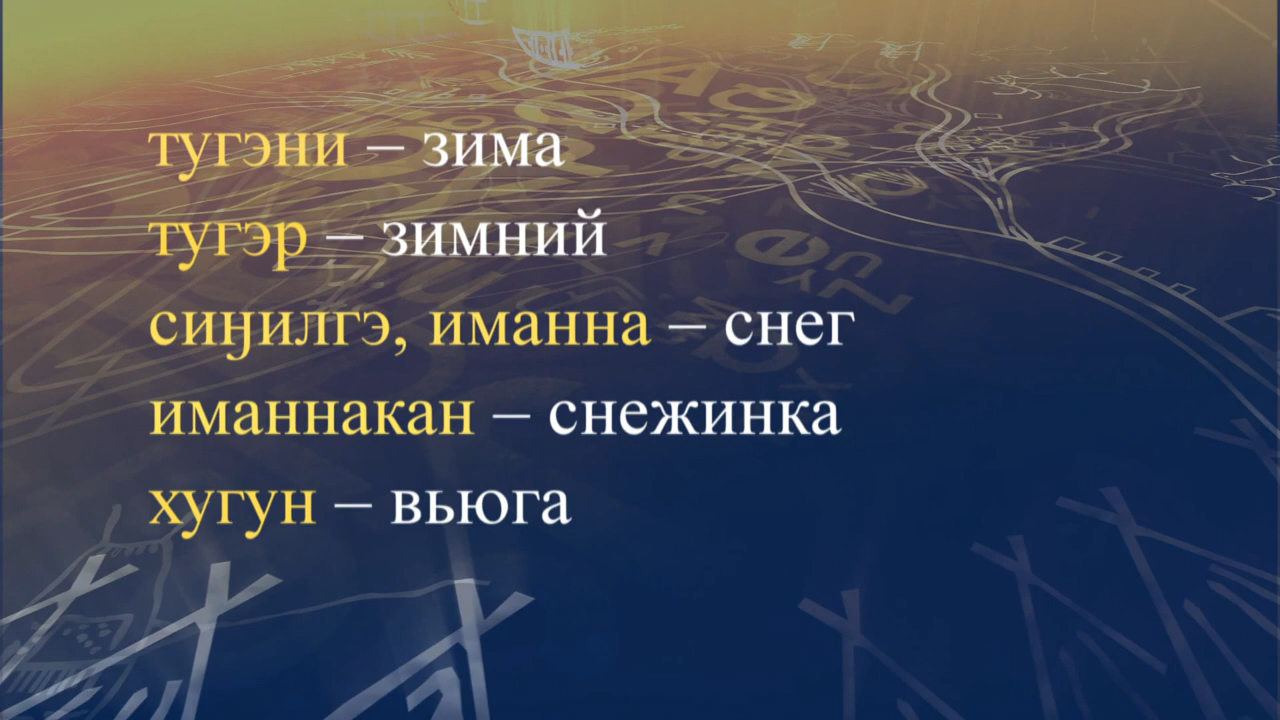 тугэни – зима
тугэр – зимний
сиӈилгэ, иманна – снег
иманнакан – снежинка
хугун – вьюга